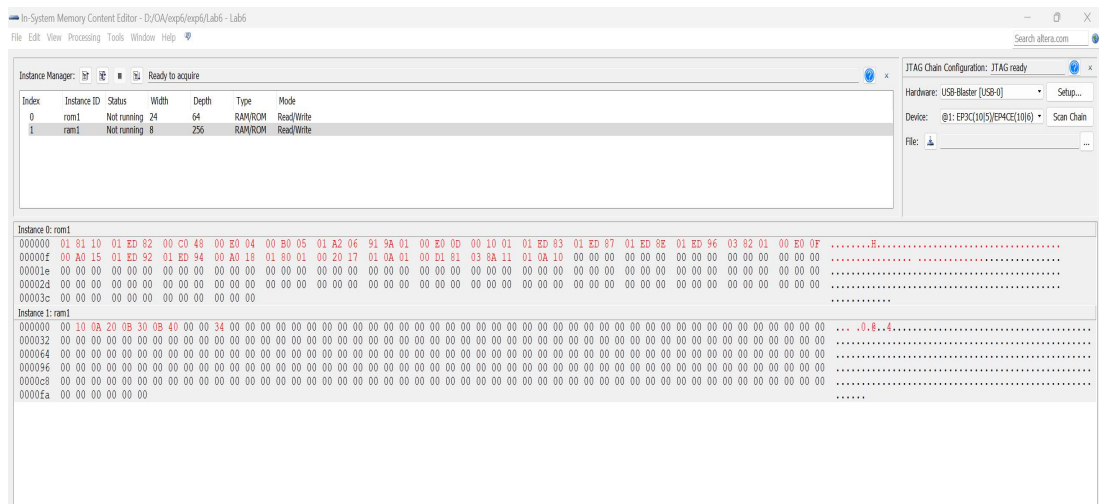 In-System Memory Content Editor - D:/OA/exp6/exp6/Lab6 - Lab6
File Edit View Processing Tools Window Help
Search altera.com
Instance Manager: Ready to acquire
Index Instance ID Status Width Depth Type Mode
0 rom1 Not running 24 64 RAM/ROM Read/Write
1 ram1 Not running 8 256 RAM/ROM Read/Write
JTAG Chain Configuration: JTAG ready
Hardware: USB-Blaster [USB-0] Setup...
Device: @1: EP3C(10|5)/EP4CE(10|6) Scan Chain
File: ...
Instance 0: rom1
000000 01 81 10 01 ED 82 00 C0 48 00 E0 04 00 B0 05 01 A2 06 91 9A 01 00 E0 0D 00 10 01 01 ED 83 01 ED 87 01 ED 8E 01 ED 96 03 82 01 00 E0 0F ........H....................................
00000f 00 A0 15 01 ED 92 01 ED 94 00 A0 18 01 80 01 00 20 17 01 0A 01 00 D1 81 03 8A 11 01 0A 10 00 00 00 00 00 00 00 00 00 00 00 00 00 00 00 ................ ............................
00001e 00 00 00 00 00 00 00 00 00 00 00 00 00 00 00 00 00 00 00 00 00 00 00 00 00 00 00 00 00 00 00 00 00 00 00 00 00 00 00 00 00 00 00 00 00 .............................................
00002d 00 00 00 00 00 00 00 00 00 00 00 00 00 00 00 00 00 00 00 00 00 00 00 00 00 00 00 00 00 00 00 00 00 00 00 00 00 00 00 00 00 00 00 00 00 .............................................
00003c 00 00 00 00 00 00 00 00 00 00 00 00 ............
Instance 1: ram1
000000 00 10 0A 20 0B 30 0B 40 00 00 34 00 00 00 00 00 00 00 00 00 00 00 00 00 00 00 00 00 00 00 00 00 00 00 00 00 00 00 00 00 00 00 00 00 00 00 00 00 00 00 ... .0.@..4.......................................
000032 00 00 00 00 00 00 00 00 00 00 00 00 00 00 00 00 00 00 00 00 00 00 00 00 00 00 00 00 00 00 00 00 00 00 00 00 00 00 00 00 00 00 00 00 00 00 00 00 00 00 ..................................................
000064 00 00 00 00 00 00 00 00 00 00 00 00 00 00 00 00 00 00 00 00 00 00 00 00 00 00 00 00 00 00 00 00 00 00 00 00 00 00 00 00 00 00 00 00 00 00 00 00 00 00 ..................................................
000096 00 00 00 00 00 00 00 00 00 00 00 00 00 00 00 00 00 00 00 00 00 00 00 00 00 00 00 00 00 00 00 00 00 00 00 00 00 00 00 00 00 00 00 00 00 00 00 00 00 00 ..................................................
0000c8 00 00 00 00 00 00 00 00 00 00 00 00 00 00 00 00 00 00 00 00 00 00 00 00 00 00 00 00 00 00 00 00 00 00 00 00 00 00 00 00 00 00 00 00 00 00 00 00 00 00 ..................................................
0000fa 00 00 00 00 00 00 ......